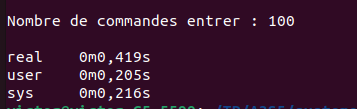 Nombre de commandes entrer : 100
real 0m0,419s
user 0m0,205s
sys 0m0,216s